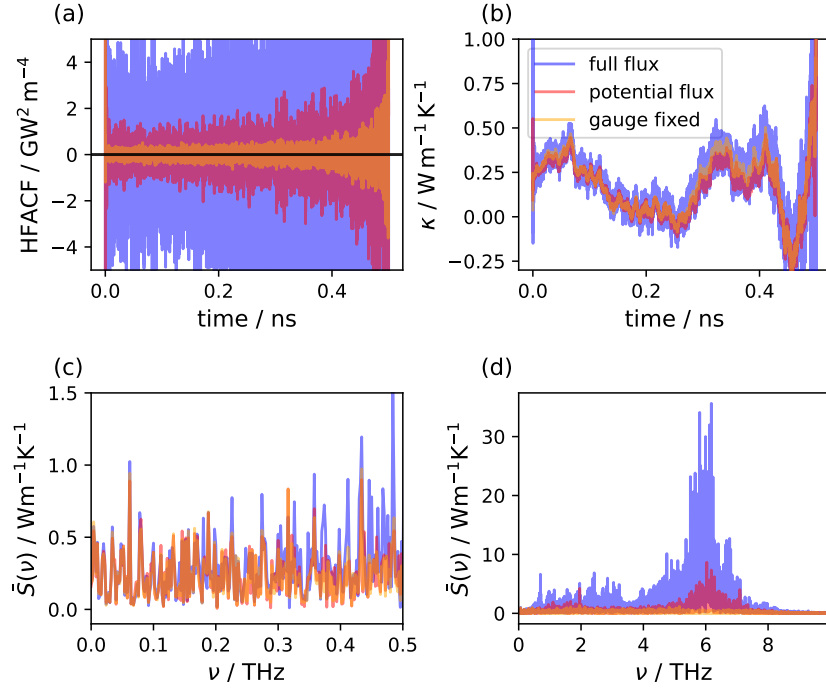 (a)
HFACF / GW² m⁻⁴
4
2
0
−2
−4
0.0 0.2 0.4
time / ns
(b)
κ / W m⁻¹ K⁻¹
1.00
0.75
0.50
0.25
0.00
−0.25
full flux
potential flux
gauge fixed
0.0 0.2 0.4
time / ns
(c)
S̄(ν) / Wm⁻¹K⁻¹
1.5
1.0
0.5
0.0
0.0 0.1 0.2 0.3 0.4 0.5
ν / THz
(d)
S̄(ν) / Wm⁻¹K⁻¹
30
20
10
0
0 2 4 6 8
ν / THz